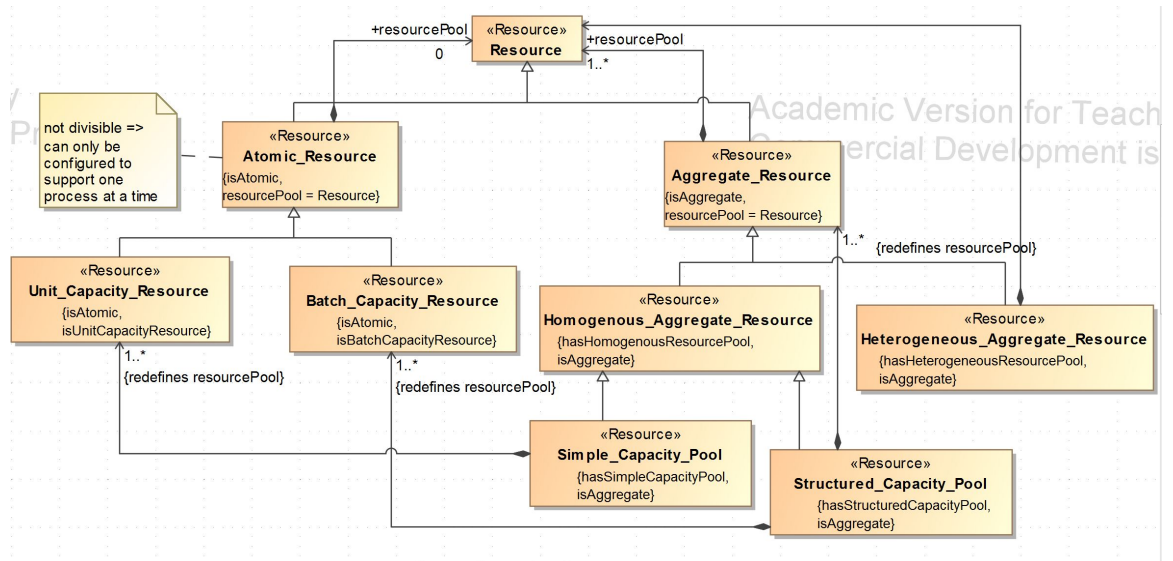 +resourcePool
0
«Resource»
Resource
+resourcePool
1..*
Academic Version for Teach
ercial Development is
not divisible =>
can only be
configured to
support one
process at a time
«Resource»
Atomic_Resource
{isAtomic,
resourcePool = Resource}
«Resource»
Aggregate_Resource
{isAggregate,
resourcePool = Resource}
1..*
{redefines resourcePool}
«Resource»
Unit_Capacity_Resource
{isAtomic,
isUnitCapacityResource}
1..*
{redefines resourcePool}
«Resource»
Batch_Capacity_Resource
{isAtomic,
isBatchCapacityResource}
1..*
{redefines resourcePool}
«Resource»
Homogenous_Aggregate_Resource
{hasHomogenousResourcePool,
isAggregate}
«Resource»
Heterogeneous_Aggregate_Resource
{hasHeterogeneousResourcePool,
isAggregate}
«Resource»
Simple_Capacity_Pool
{hasSimpleCapacityPool,
isAggregate}
«Resource»
Structured_Capacity_Pool
{hasStructuredCapacityPool,
isAggregate}